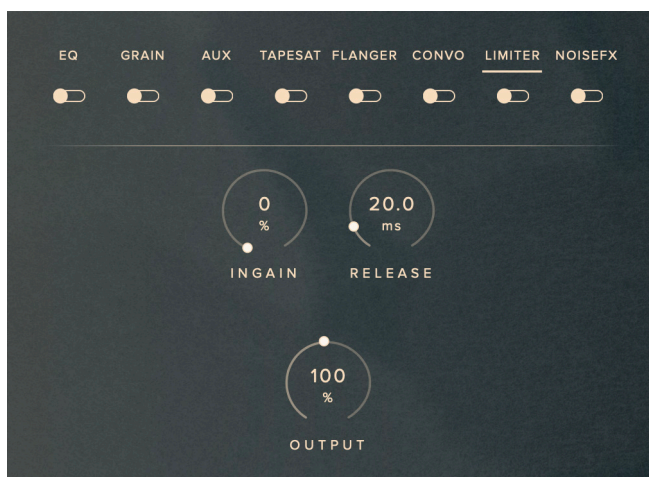 EQ GRAIN AUX TAPESAT FLANGER CONVO LIMITER NOISEFX
0 20.0
% ms
INGAIN RELEASE
100
%
OUTPUT